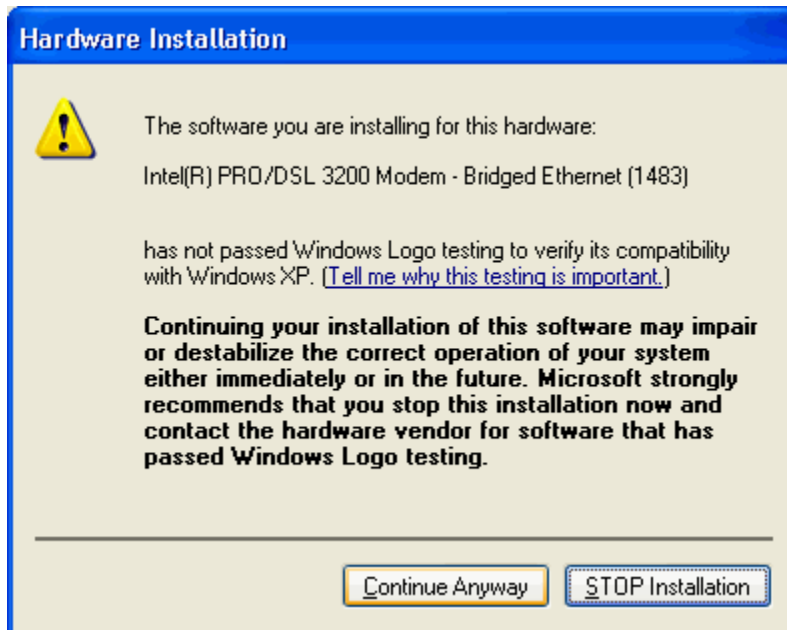 Hardware Installation
The software you are installing for this hardware:
Intel(R) PRO/DSL 3200 Modem - Bridged Ethernet (1483)
has not passed Windows Logo testing to verify its compatibility
with Windows XP. (Tell me why this testing is important.)
Continuing your installation of this software may impair
or destabilize the correct operation of your system
either immediately or in the future. Microsoft strongly
recommends that you stop this installation now and
contact the hardware vendor for software that has
passed Windows Logo testing.
Continue Anyway
STOP Installation